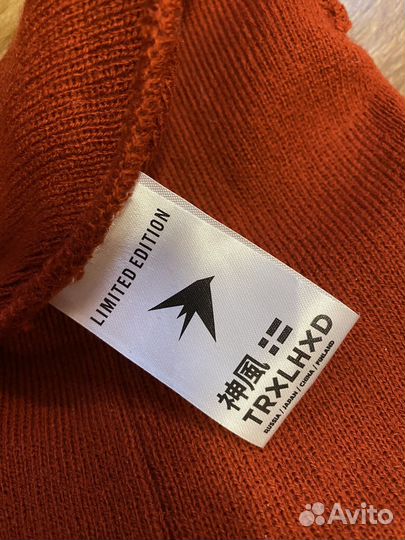 LIMITED EDITION
神風
TRXLHXD
RUSSIA / JAPAN / CHINA / FINLAND
Avito